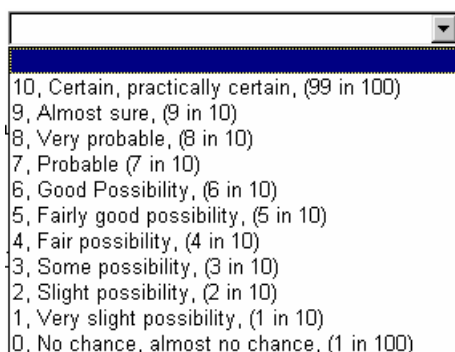 10, Certain, practically certain, (99 in 100)
9, Almost sure, (9 in 10)
8, Very probable, (8 in 10)
7, Probable (7 in 10)
6, Good Possibility, (6 in 10)
5, Fairly good possibility, (5 in 10)
4, Fair possibility, (4 in 10)
3, Some possibility, (3 in 10)
2, Slight possibility, (2 in 10)
1, Very slight possibility, (1 in 10)
0, No chance, almost no chance, (1 in 100)